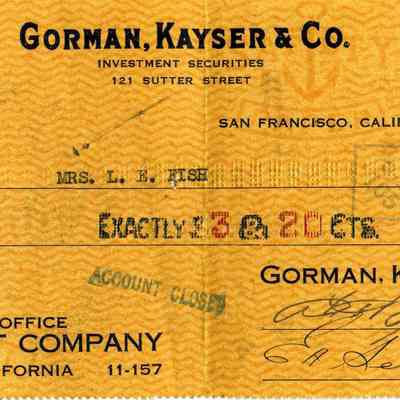 GORMAN, KAYSER & CO.
INVESTMENT SECURITIES
121 SUTTER STREET
SAN FRANCISCO, CALI
MRS. L. E. FISH
EXACTLY $3 & 20 CTS
ACCOUNT CLOSED
GORMAN, K
OFFICE
T COMPANY
FORNIA 11-157